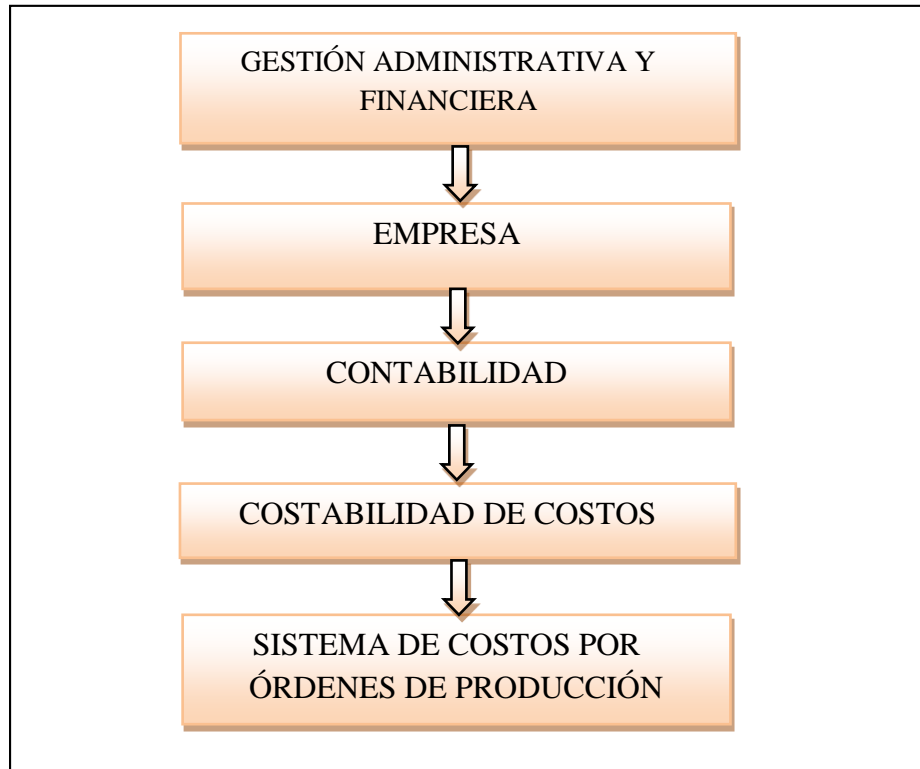 GESTIÓN ADMINISTRATIVA Y
FINANCIERA
EMPRESA
CONTABILIDAD
COSTABILIDAD DE COSTOS
SISTEMA DE COSTOS POR
ÓRDENES DE PRODUCCIÓN